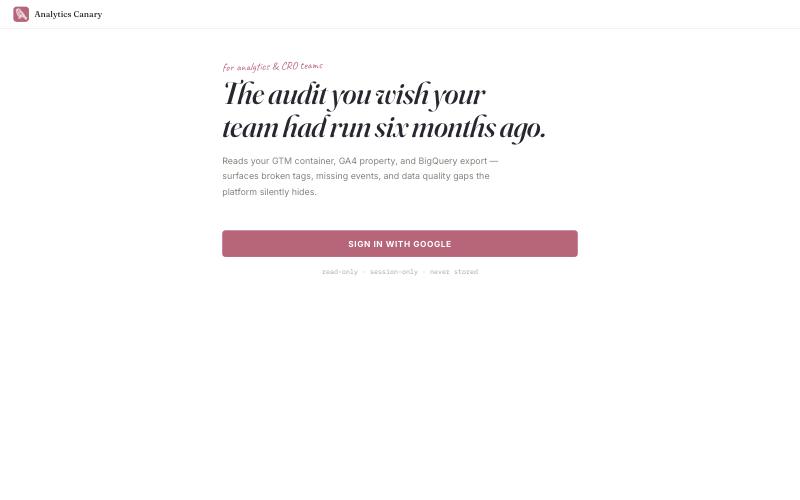 Analytics Canary
for analytics & CRO teams
The audit you wish your
team had run six months ago.
Reads your GTM container, GA4 property, and BigQuery export —
surfaces broken tags, missing events, and data quality gaps the
platform silently hides.
SIGN IN WITH GOOGLE
read-only · session-only · never stored